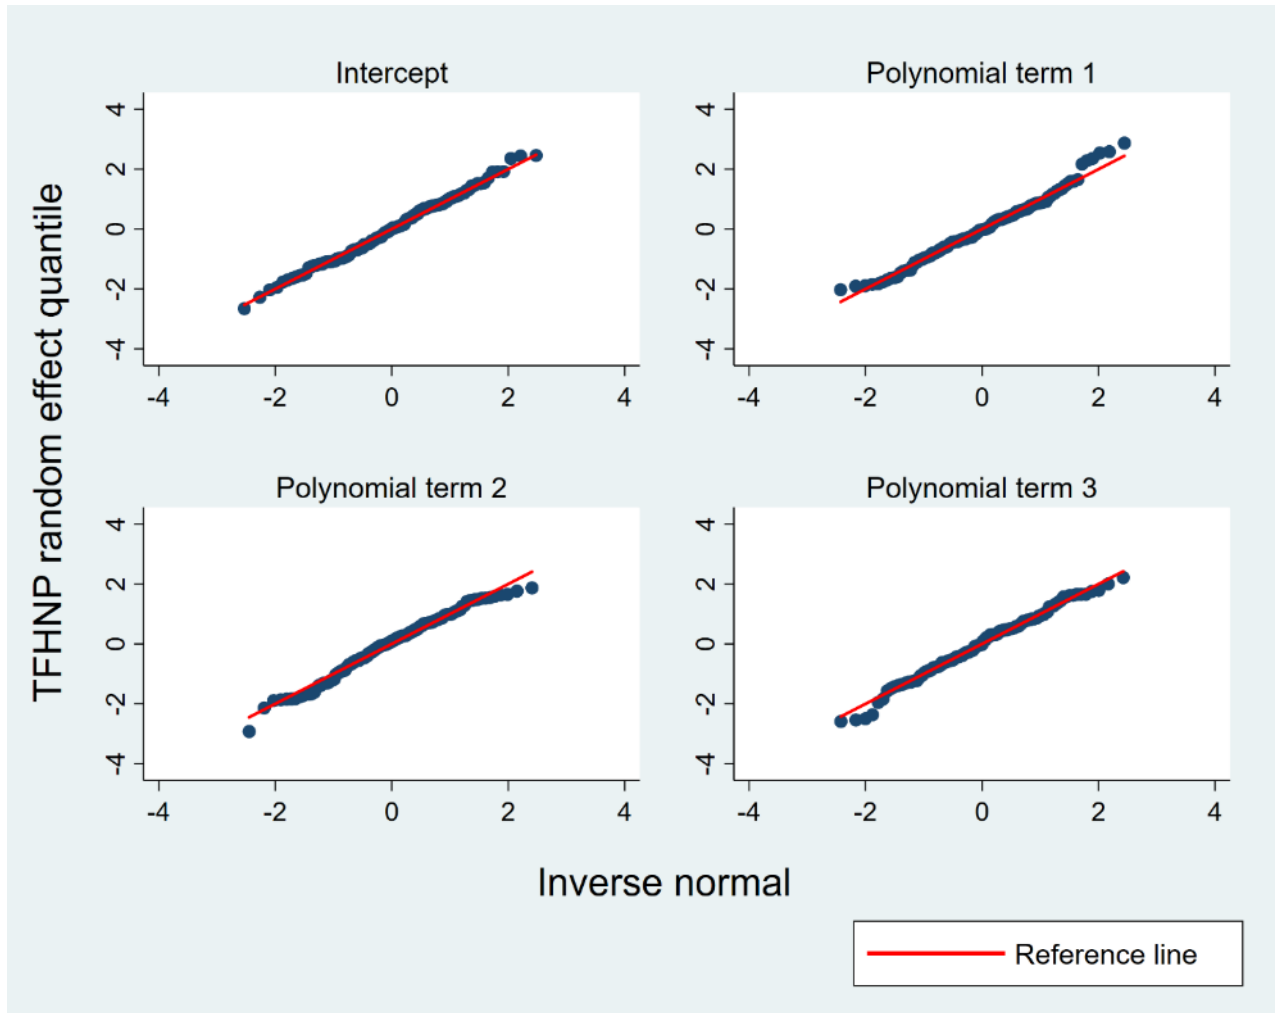 TFHNP random effect quantile
Intercept
4
2
0
-2
-4
-4 -2 0 2 4
Polynomial term 1
4
2
0
-2
-4
-4 -2 0 2 4
Polynomial term 2
4
2
0
-2
-4
-4 -2 0 2 4
Polynomial term 3
4
2
0
-2
-4
-4 -2 0 2 4
Inverse normal
Reference line